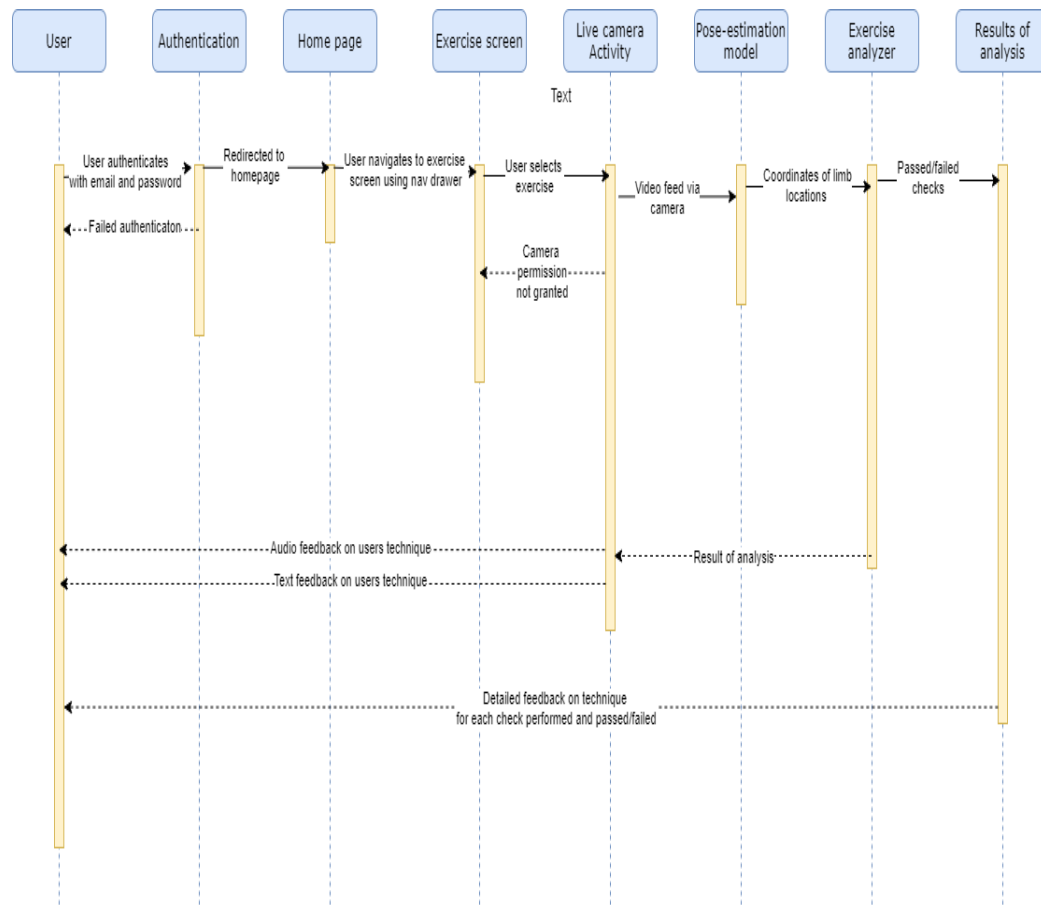 User
Authentication
Home page
Exercise screen
Live camera
Activity
Pose-estimation
model
Exercise
analyzer
Results of
analysis
Text
User authenticates
with email and password
Redirected to
homepage
User navigates to exercise
screen using nav drawer
User selects
exercise
Video feed via
camera
Coordinates of limb
locations
Passed/failed
checks
Failed authenticaton
Camera
permission
not granted
Audio feedback on users technique
Result of analysis
Text feedback on users technique
Detailed feedback on technique
for each check performed and passed/failed